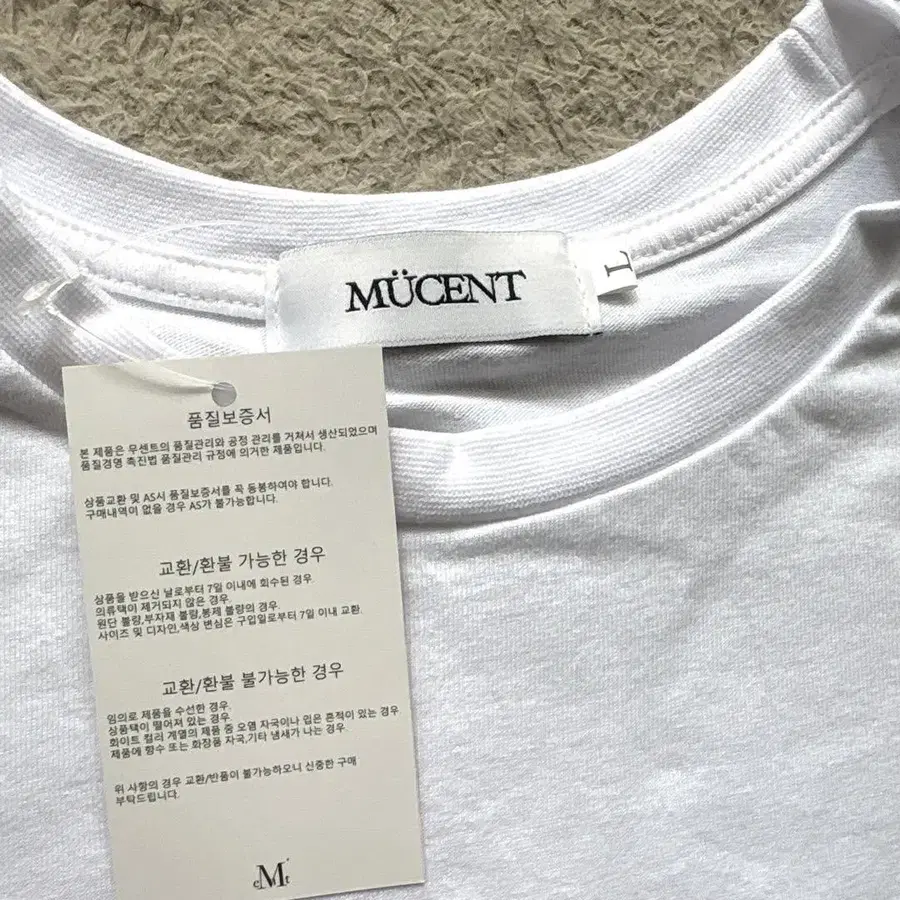 MÜCENT
L
품질보증서
본 제품은 무센트의 품질관리와 공정 관리를 거쳐서 생산되었으며
품질경영 촉진법 품질관리 규정에 의거한 제품입니다.
상품교환 및 AS시 품질보증서를 꼭 동봉하여야 합니다.
구매내역이 없을 경우 AS가 불가능합니다.
교환/환불 가능한 경우
상품을 받으신 날로부터 7일 이내에 회수된 경우
의류택이 제거되지 않은 경우
원단 불량,부자재 불량,봉제 불량의 경우
사이즈 및 디자인,색상 변심은 구입일로부터 7일 이내 교환
교환/환불 불가능한 경우
임의로 제품을 수선한 경우
상품택이 떨어져 있는 경우
화이트 컬러 계열의 제품 중 오염 자국이나 입은 흔적이 있는 경우
제품에 향수 또는 화장품 자국,기타 냄새가 나는 경우
위 사항의 경우 교환/반품이 불가능하오니 신중한 구매
부탁드립니다.
cMt